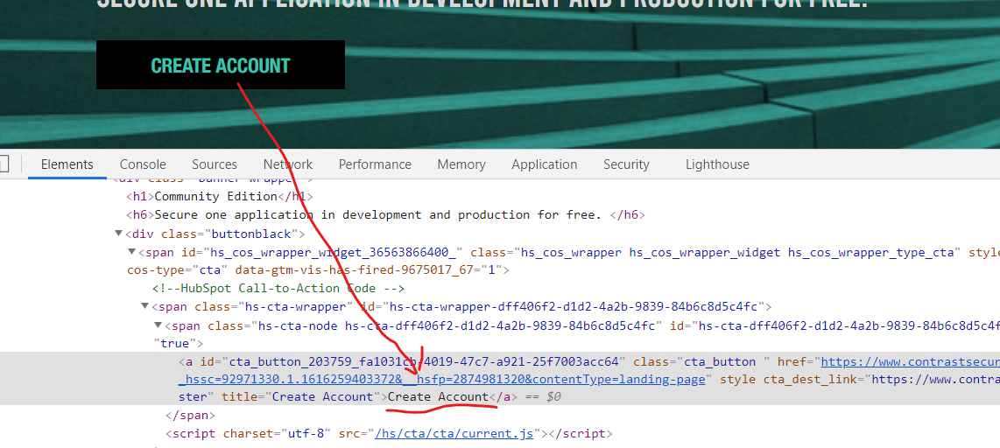 SECURE ONE APPLICATION IN DEVELOPMENT AND PRODUCTION FOR FREE.
CREATE ACCOUNT
Elements Console Sources Network Performance Memory Application Security Lighthouse
<div class="banner-wrapper">
<h1>Community Edition</h1>
<h6>Secure one application in development and production for free. </h6>
▼<div class="buttonblack">
▼<span id="hs_cos_wrapper_widget_36563866400_" class="hs_cos_wrapper hs_cos_wrapper_widget hs_cos_wrapper_type_cta" style
cos-type="cta" data-gtm-vis-has-fired-9675017_67="1">
<!--HubSpot Call-to-Action Code -->
▼<span class="hs-cta-wrapper" id="hs-cta-wrapper-dff406f2-d1d2-4a2b-9839-84b6c8d5c4fc">
▼<span class="hs-cta-node hs-cta-dff406f2-d1d2-4a2b-9839-84b6c8d5c4fc" id="hs-cta-dff406f2-d1d2-4a2b-9839-84b6c8d5c4f
"true">
<a id="cta_button_203759_fa1031cb-4019-47c7-a921-25f7003acc64" class="cta_button " href="https://www.contrastsecur
_hssc=92971330.1.1616259403372&__hsfp=2874981320&contentType=landing-page" style cta_dest_link="https://www.contra
ster" title="Create Account">Create Account</a> == $0
</span>
<script charset="utf-8" src="/hs/cta/cta/current.js"></script>